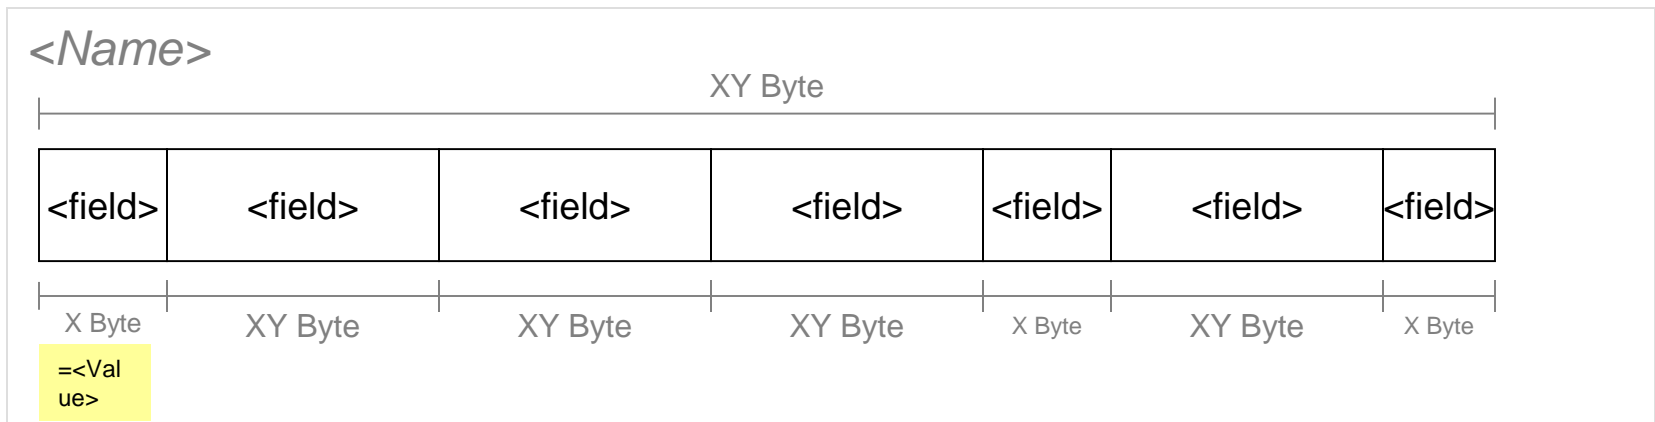 <Name>
XY Byte
<field> <field> <field> <field> <field> <field> <field>
X Byte XY Byte XY Byte XY Byte X Byte XY Byte X Byte
=<Val
ue>